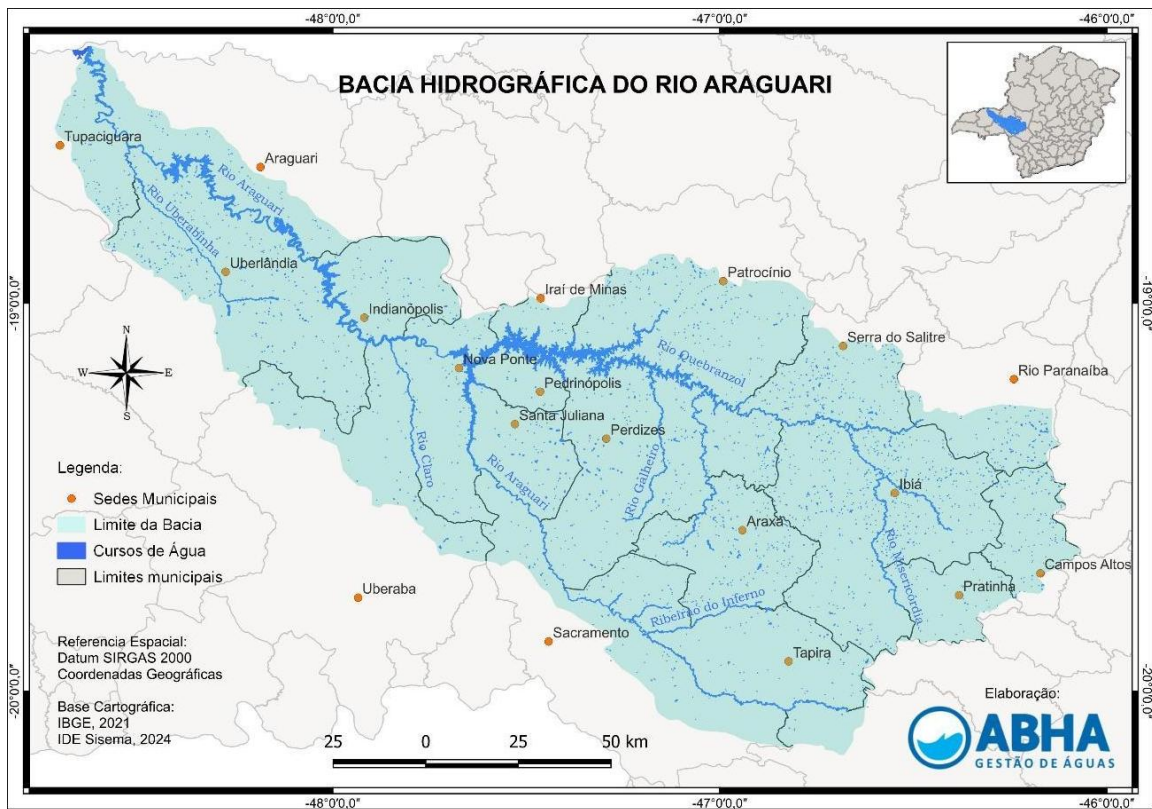 -48°0'0,0"
-47°0'0,0"
-46°0'0,0"
BACIA HIDROGRÁFICA DO RIO ARAGUARI
Tupaciguara
Araguari
Rio Araguari
Rio Uberabinha
Uberlândia
Patrocínio
Iraí de Minas
-19°0'0,0"
-19°0'0,0"
Indianópolis
Serra do Salitre
Rio Quebranzol
N
W
E
S
Nova Ponte
Rio Paranaíba
Pedrinópolis
Santa Juliana
Perdizes
Rio Claro
Rio Araguari
Rio Galheiro
Ibiá
Araxá
Rio Misericórdia
Legenda:
Sedes Municipais
Limite da Bacia
Cursos de Água
Limites municipais
Campos Altos
Pratinha
Uberaba
Ribeirão do Inferno
Sacramento
Tapira
Referencia Espacial:
Datum SIRGAS 2000
Coordenadas Geográficas
Base Cartográfica:
IBGE, 2021
IDE Sisema, 2024
-20°0'0,0"
-20°0'0,0"
25 0 25 50 km
Elaboração:
ABHA
GESTÃO DE ÁGUAS
-48°0'0,0"
-47°0'0,0"
-46°0'0,0"